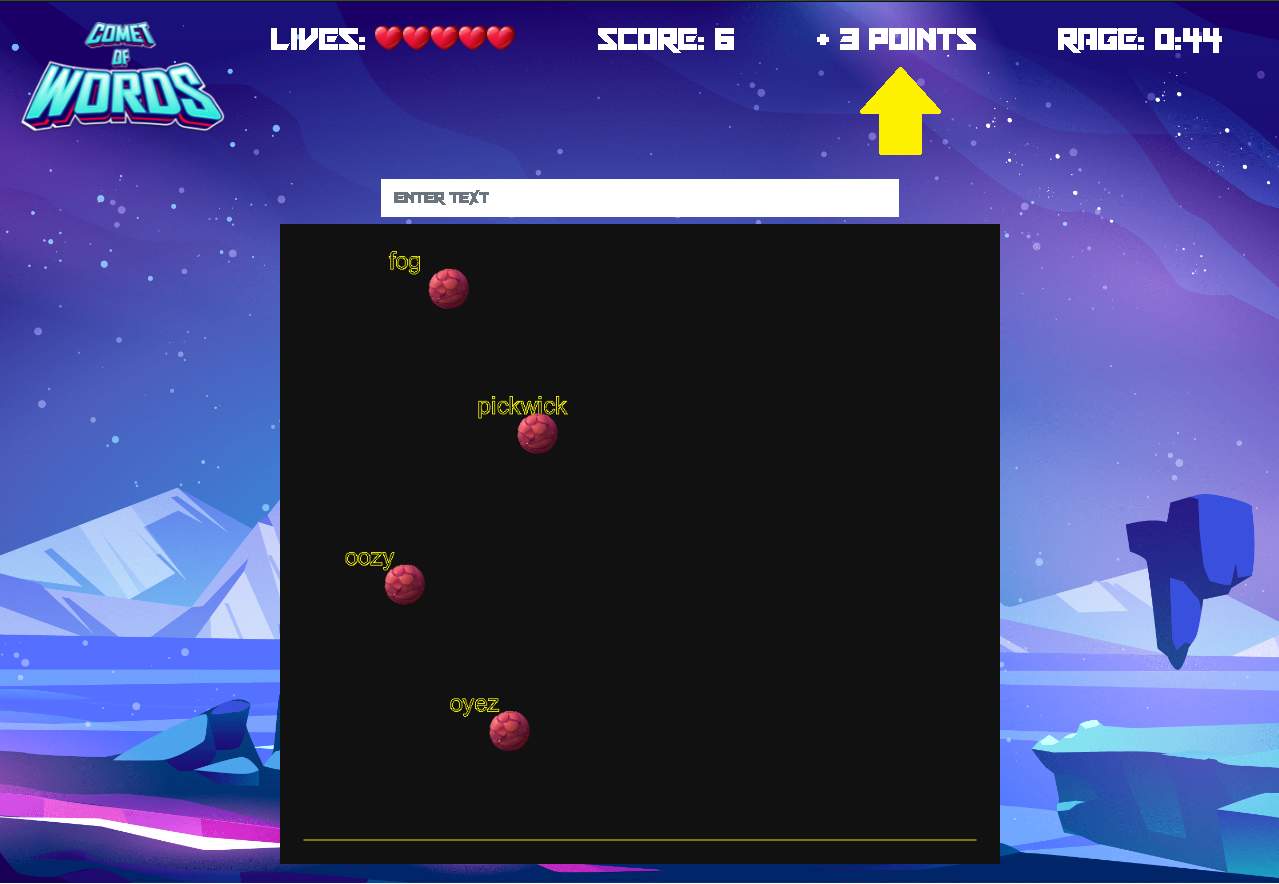 COMET
OF
WORDS
LIVES: ❤️❤️❤️❤️❤️ SCORE: 6 + 3 POINTS RAGE: 0:44
ENTER TEXT
fog
pickwick
oozy
oyez